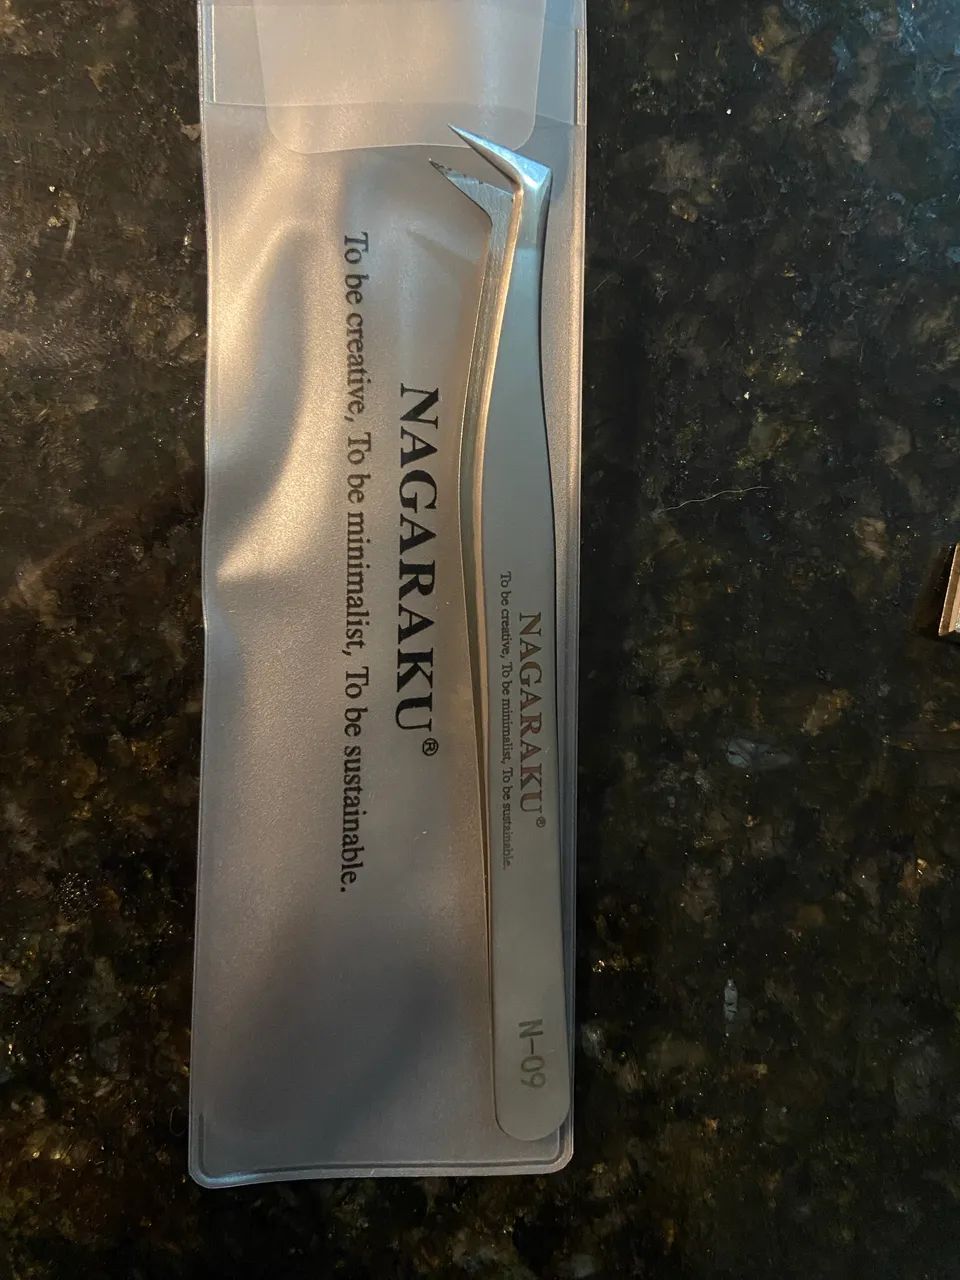 NAGARAKU®
To be creative, To be minimalist, To be sustainable.
NAGARAKU®
To be creative, To be minimalist, To be sustainable.
N-09